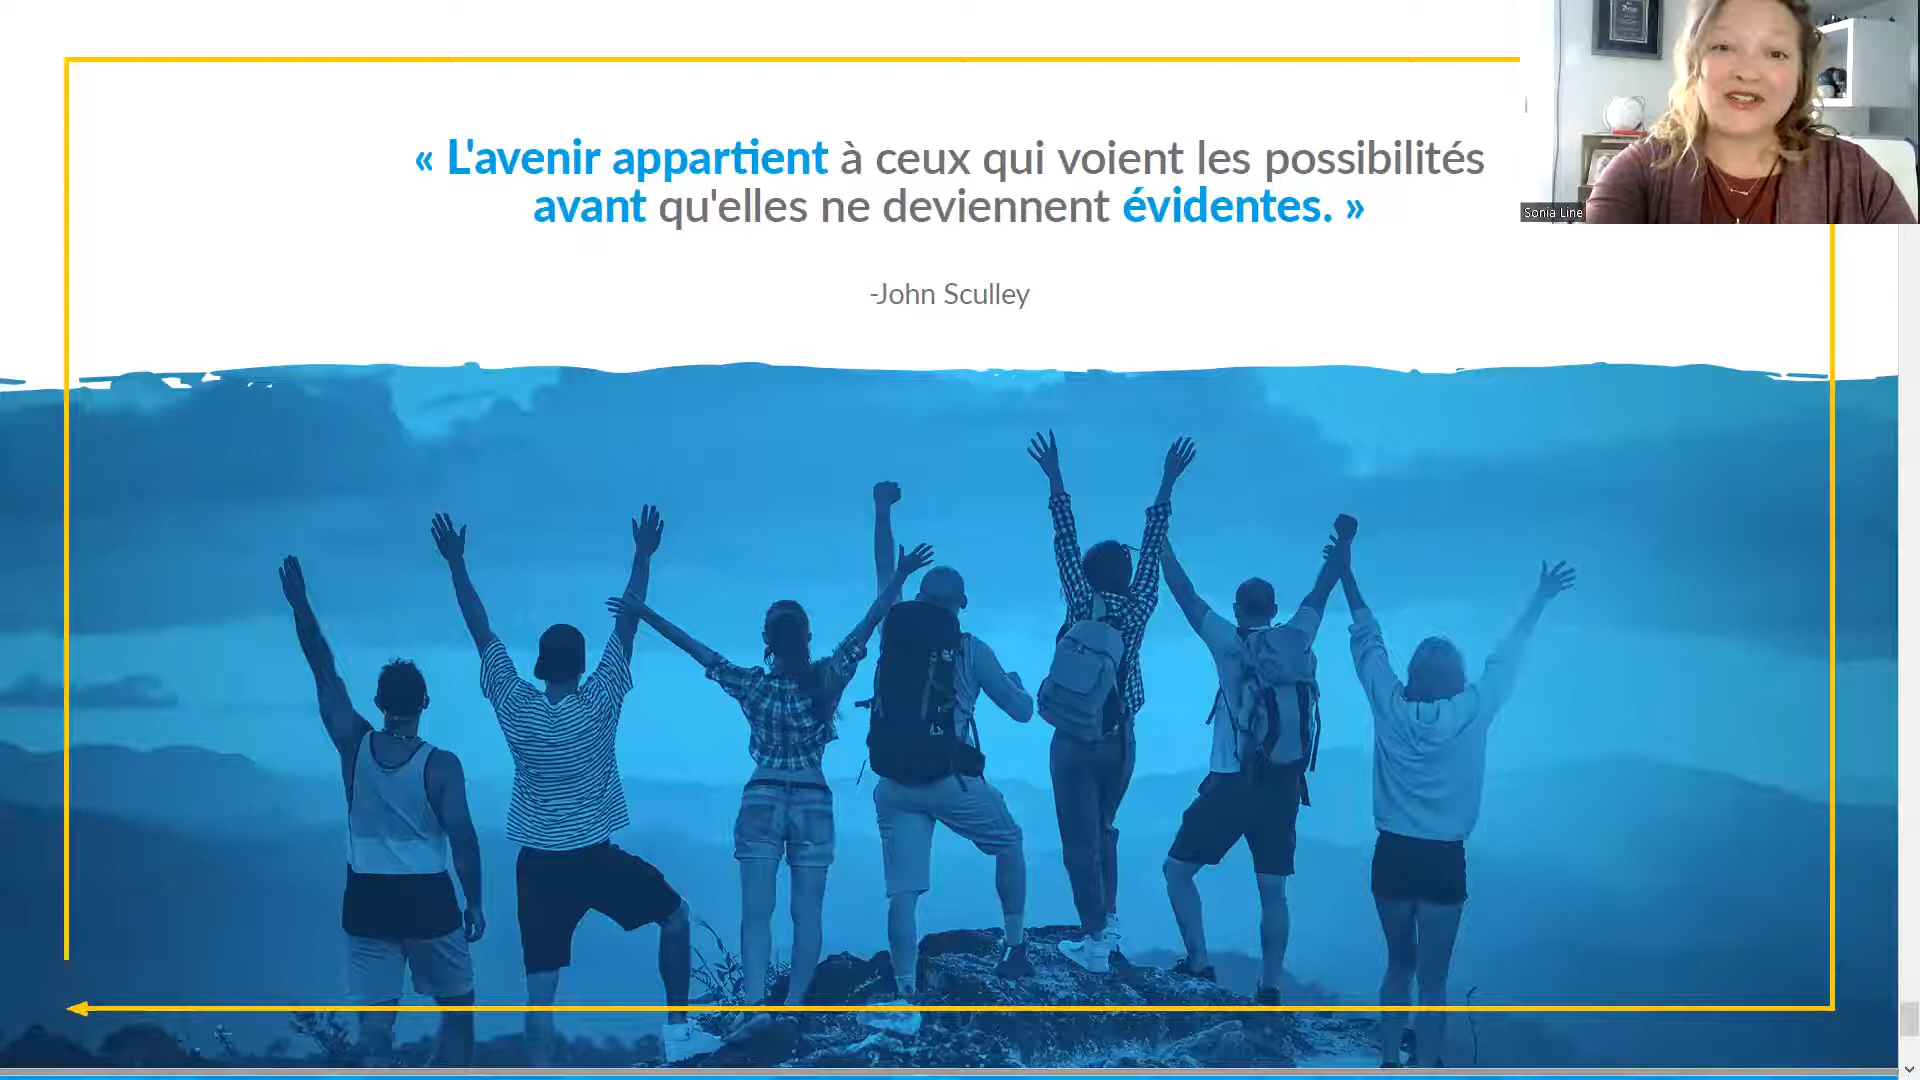 « L'avenir appartient à ceux qui voient les possibilités
avant qu'elles ne deviennent évidentes. »
-John Sculley
Sonia Line